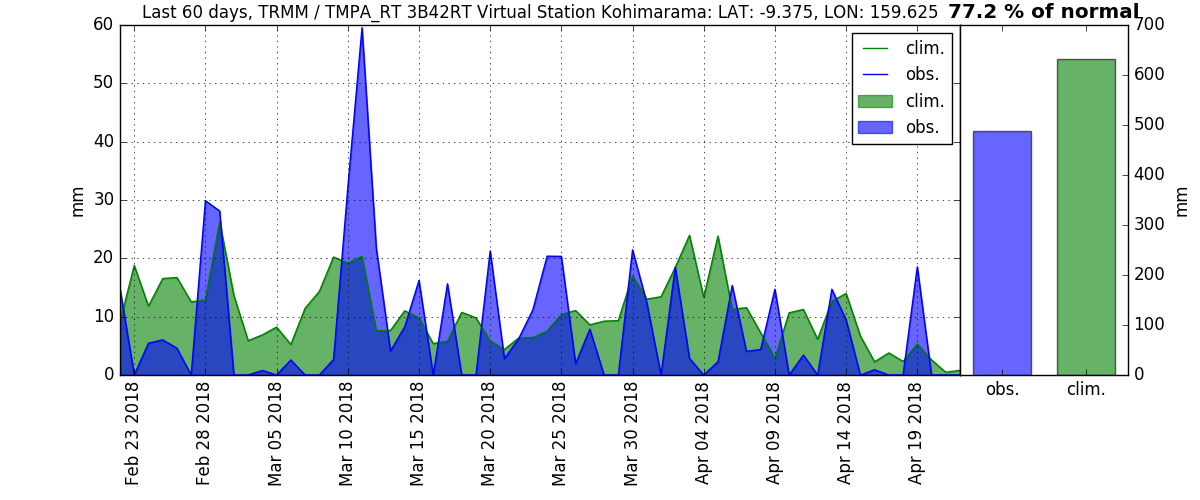 Last 60 days, TRMM / TMPA_RT 3B42RT Virtual Station Kohimarama: LAT: -9.375, LON: 159.625 77.2 % of normal
60
50
40
30
20
10
0
mm
clim.
obs.
clim.
obs.
700
600
500
400
300
200
100
0
mm
obs. clim.
Feb 23 2018
Feb 28 2018
Mar 05 2018
Mar 10 2018
Mar 15 2018
Mar 20 2018
Mar 25 2018
Mar 30 2018
Apr 04 2018
Apr 09 2018
Apr 14 2018
Apr 19 2018